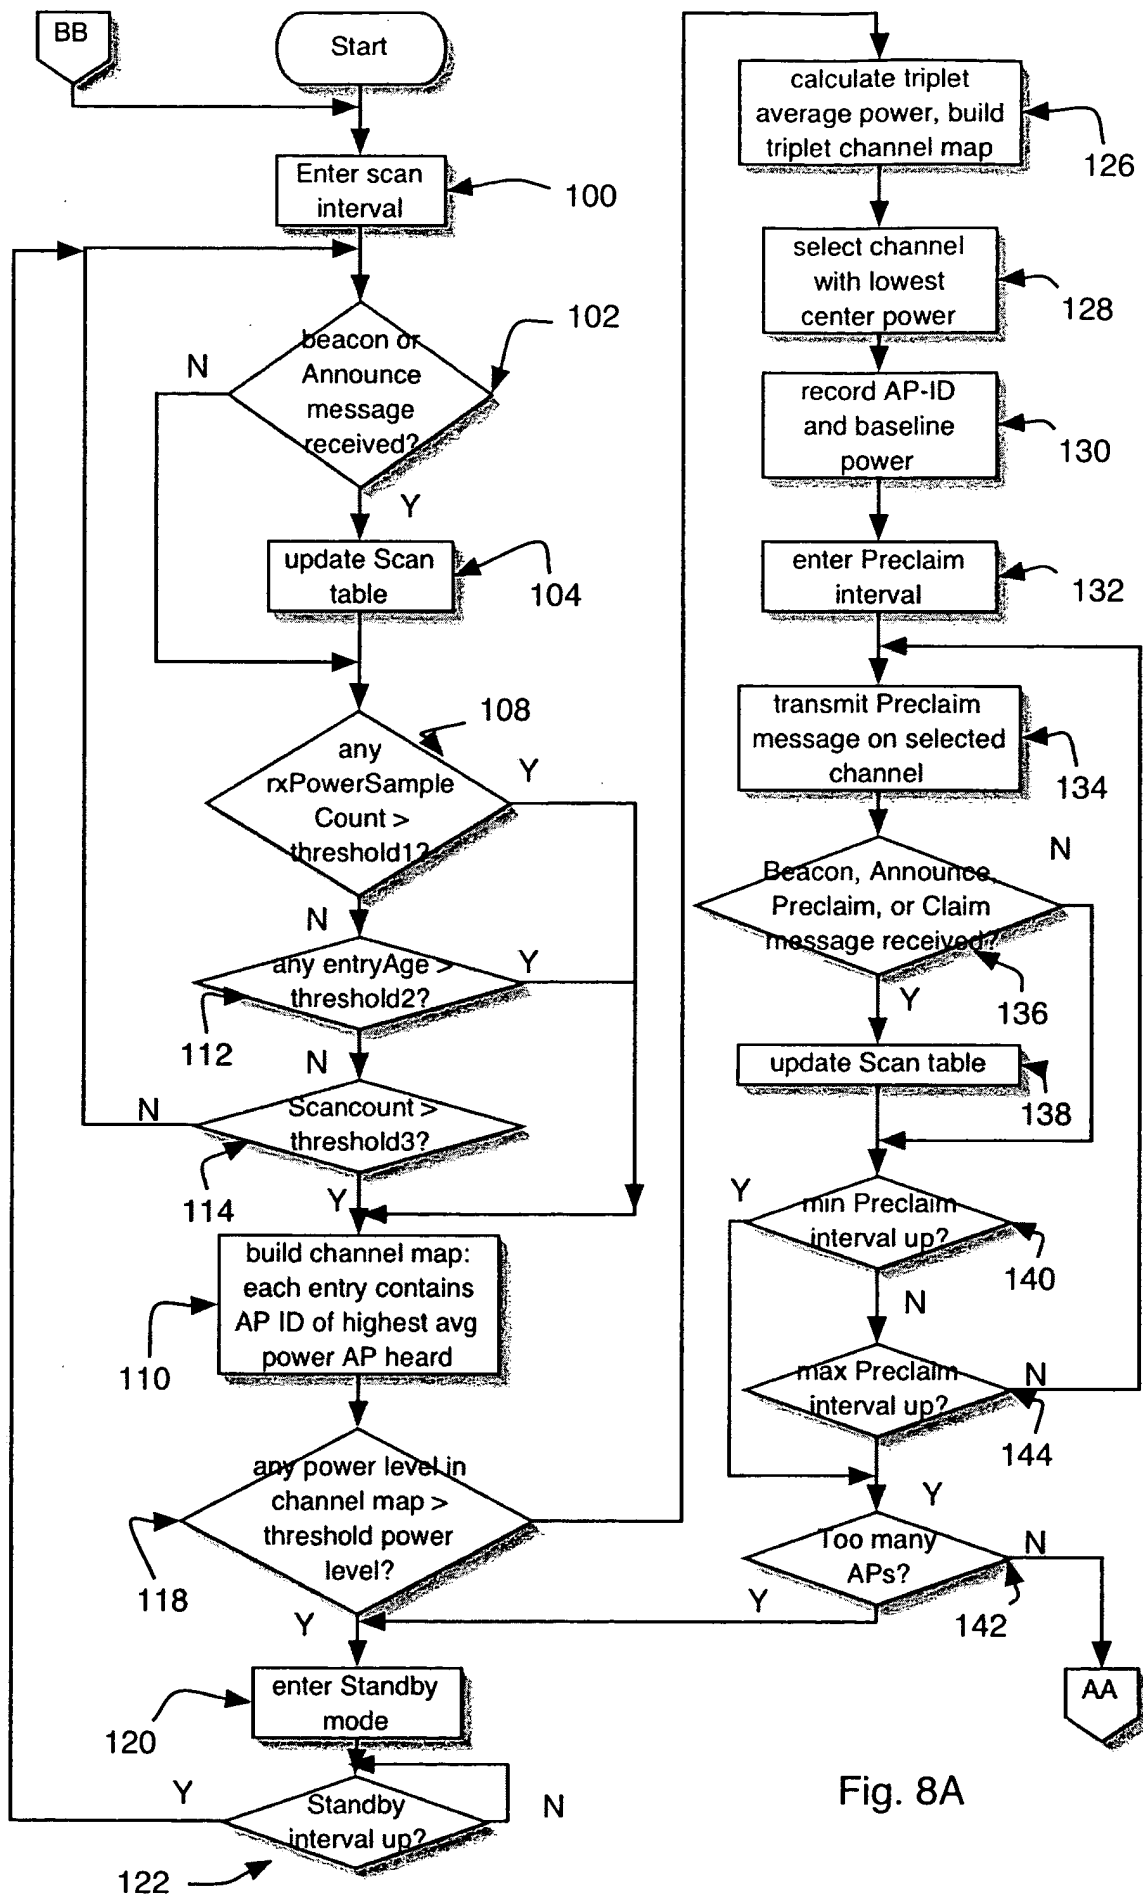 BB
Start
Enter scan
interval
100
beacon or
Announce
message
received?
102
N
Y
update Scan
table
104
any
rxPowerSample
Count >
threshold1?
108
Y
N
any entryAge >
threshold2?
Y
112
N
Scancount >
threshold3?
N
114
Y
build channel map:
each entry contains
AP ID of highest avg
power AP heard
110
any power level in
channel map >
threshold power
level?
118
Y
enter Standby
mode
120
Y
Standby
interval up?
N
122
calculate triplet
average power, build
triplet channel map
126
select channel
with lowest
center power
128
record AP-ID
and baseline
power
130
enter Preclaim
interval
132
transmit Preclaim
message on selected
channel
134
Beacon, Announce,
Preclaim, or Claim
message received?
N
136
Y
update Scan table
138
Y
min Preclaim
interval up?
140
N
max Preclaim
interval up?
N
144
Y
Too many
APs?
N
Y
142
AA
Fig. 8A